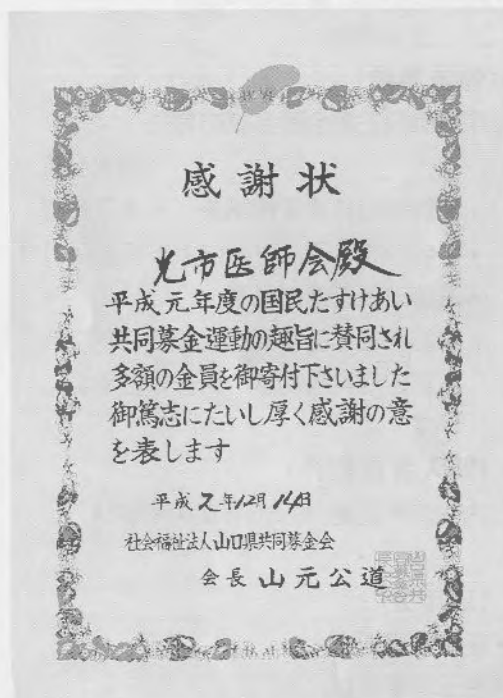 感謝状
光市医師会殿
平成元年度の国民たすけあい
共同募金運動の趣旨に賛同され
多額の金員を御寄付下さいました
御篤志にたいし厚く感謝の意
を表します
平成2年12月14日
社会福祉法人山口県共同募金会
会長 山元公道